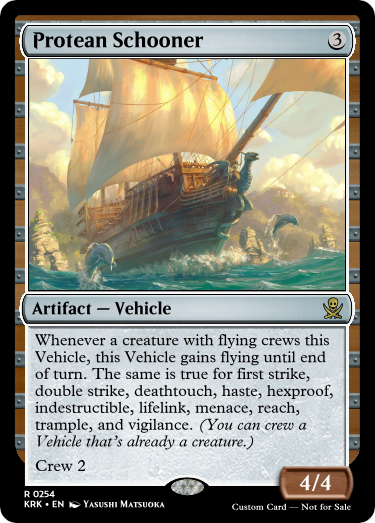 Protean Schooner 3
Artifact — Vehicle
Whenever a creature with flying crews this
Vehicle, this Vehicle gains flying until end
of turn. The same is true for first strike,
double strike, deathtouch, haste, hexproof,
indestructible, lifelink, menace, reach,
trample, and vigilance. (You can crew a
Vehicle that's already a creature.)
Crew 2
4/4
R 0254
KRK • EN Yasushi Matsuoka
Custom Card — Not for Sale